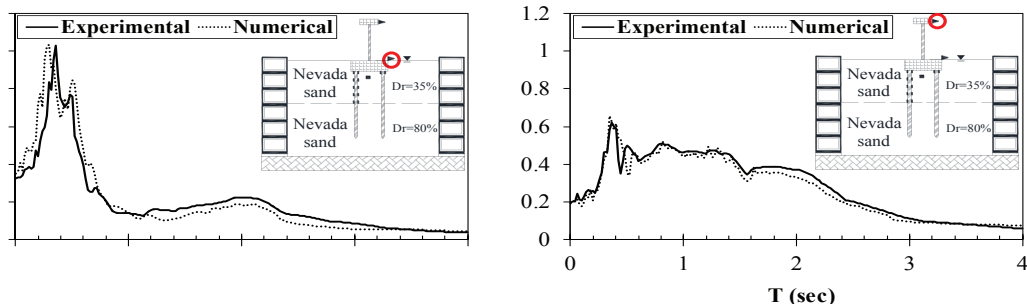 Experimental Numerical
Nevada
sand
Dr=35%
Nevada
sand
Dr=80%
1.2
1
0.8
0.6
0.4
0.2
0
Experimental Numerical
Nevada
sand
Dr=35%
Nevada
sand
Dr=80%
0 1 2 3 4
T (sec)